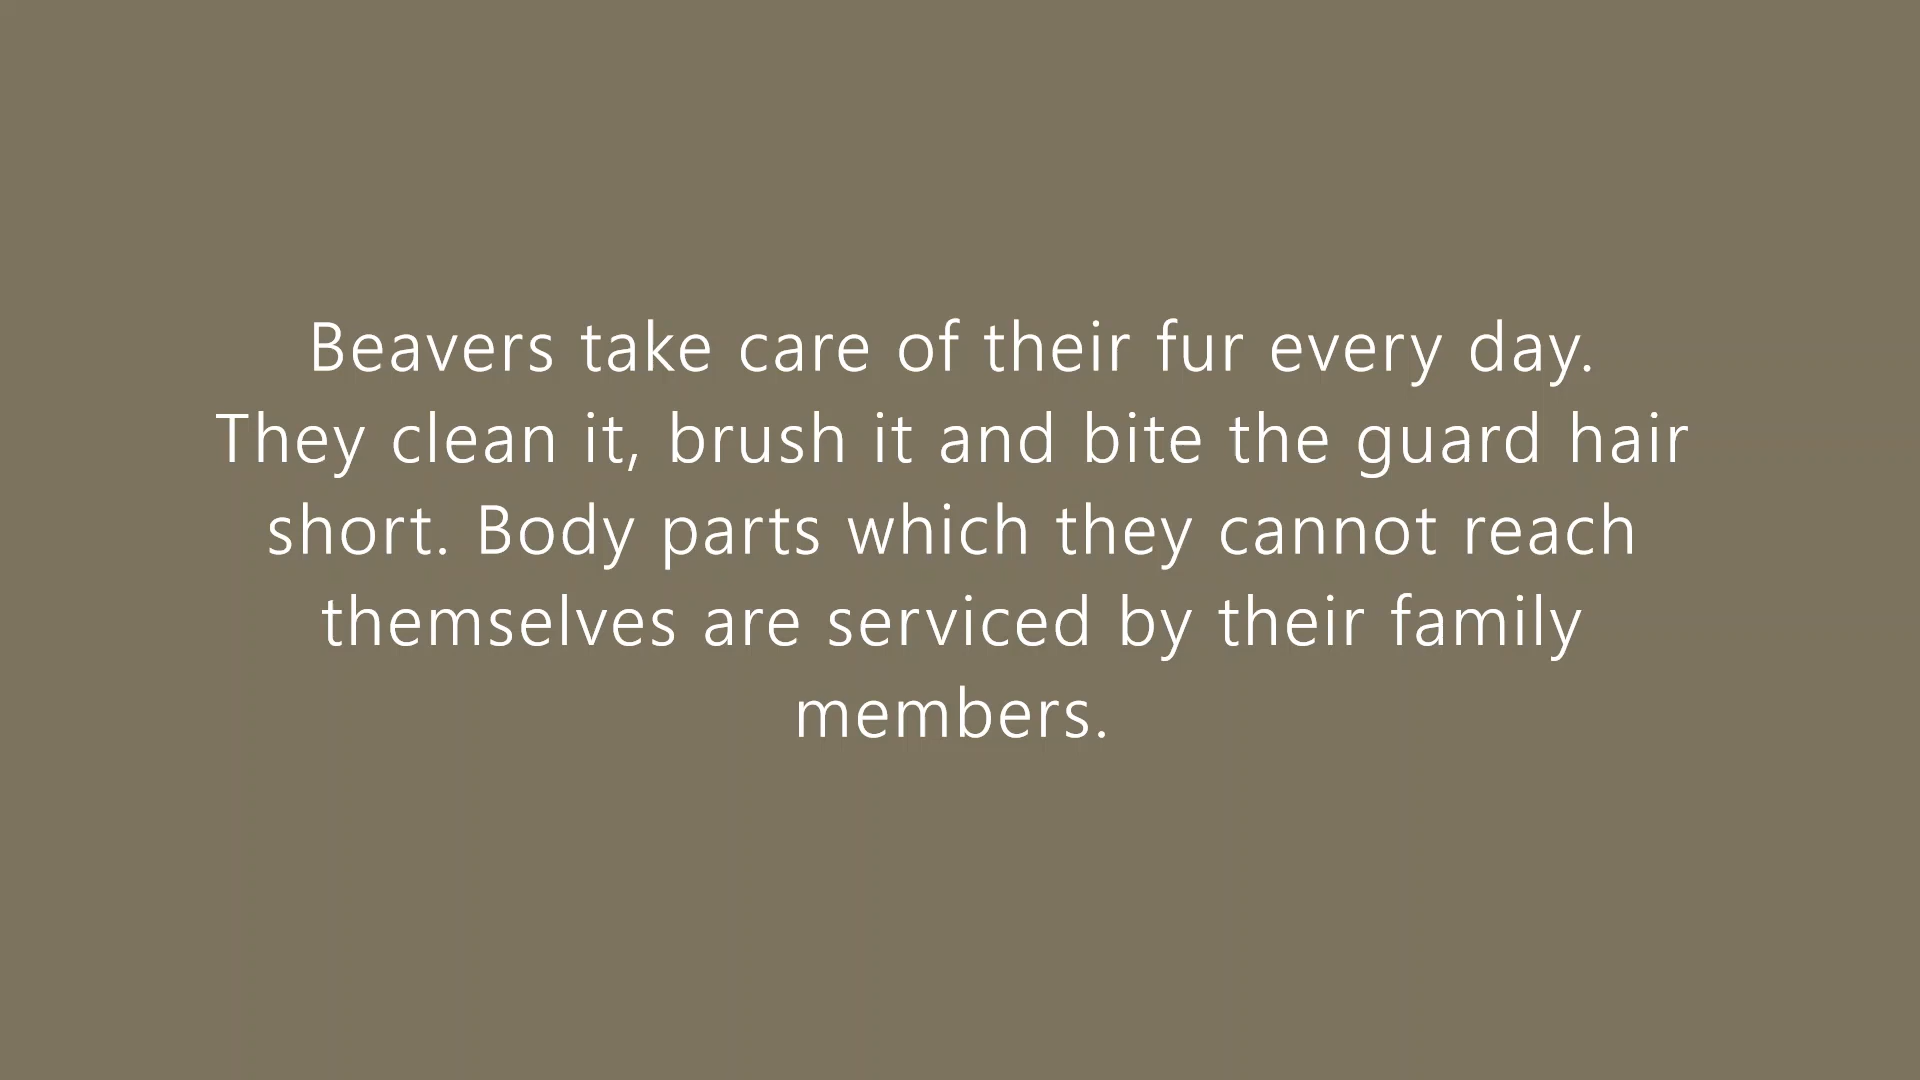 Beavers take care of their fur every day.
They clean it, brush it and bite the guard hair
short. Body parts which they cannot reach
themselves are serviced by their family
members.